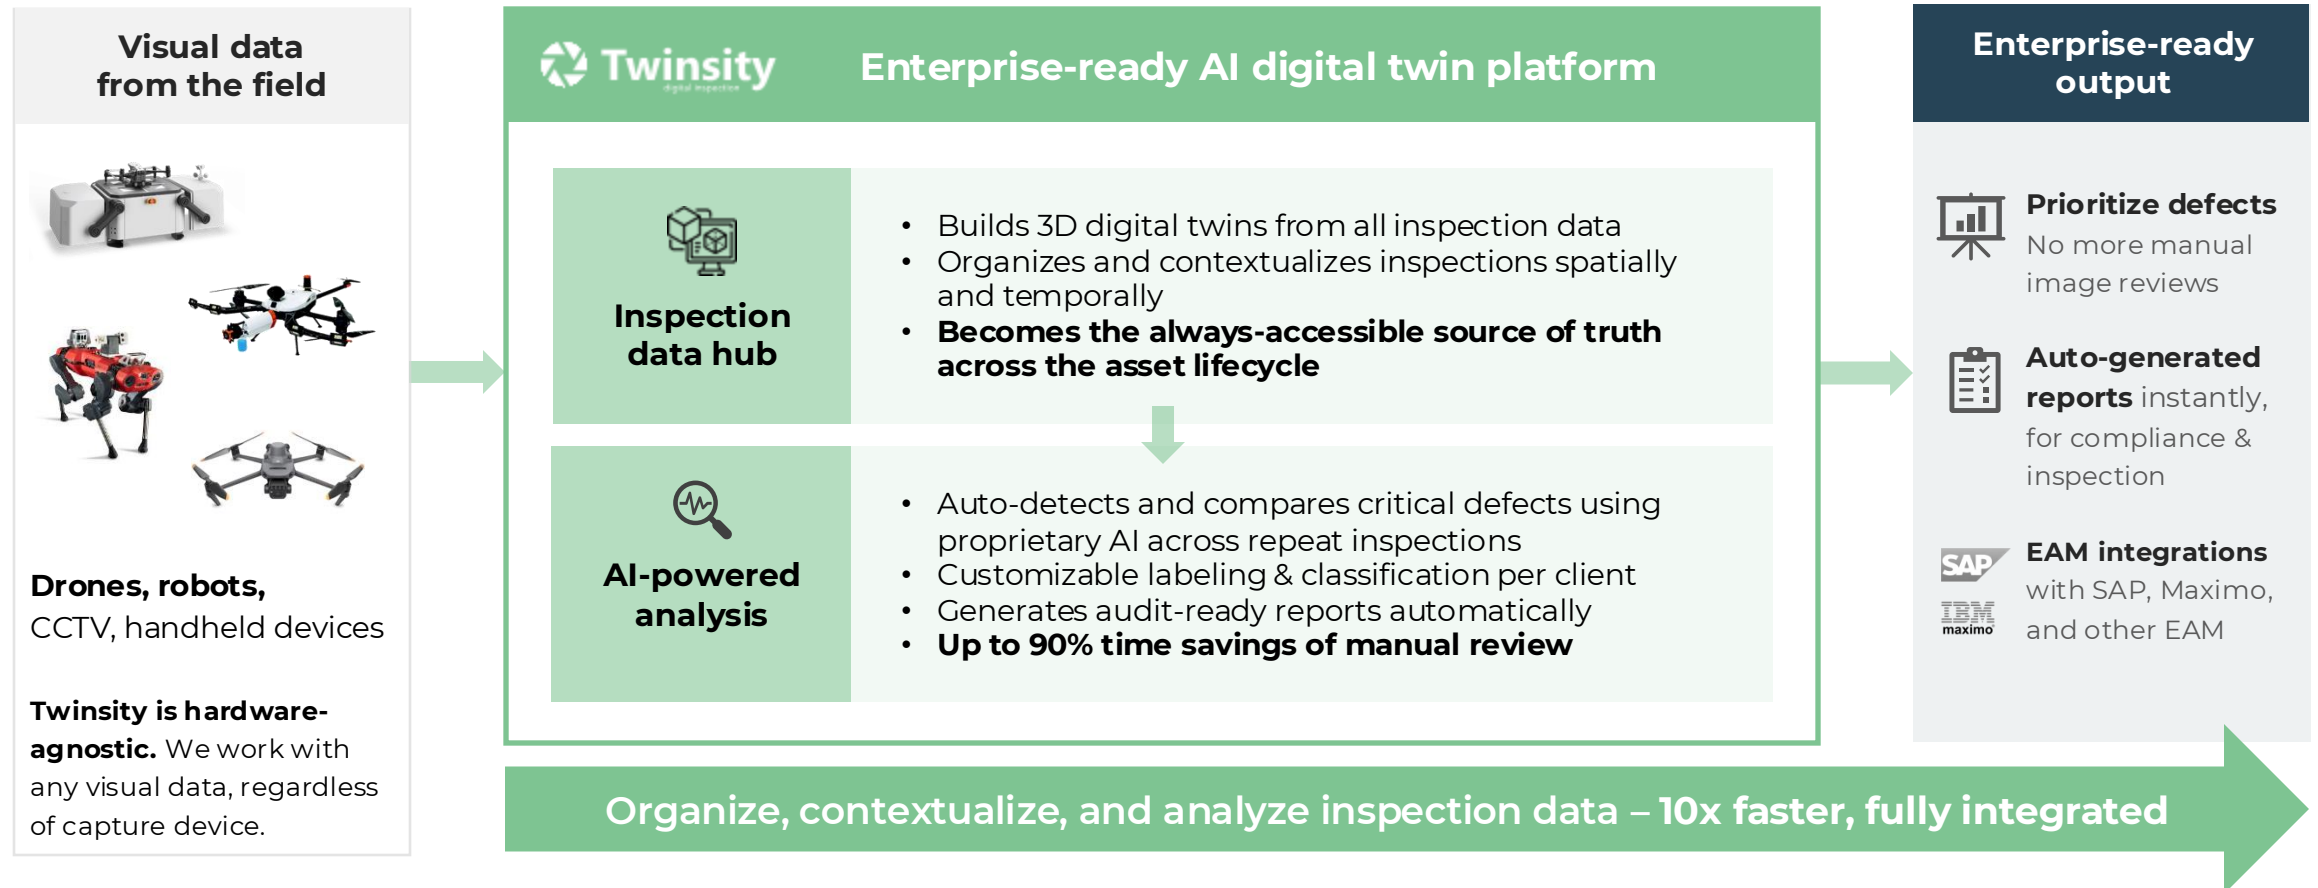 Visual data
from the field
Drones, robots,
CCTV, handheld devices
Twinsity is hardware-
agnostic. We work with
any visual data, regardless
of capture device.
Twinsity
digital inspection
Enterprise-ready AI digital twin platform
Inspection
data hub
• Builds 3D digital twins from all inspection data
• Organizes and contextualizes inspections spatially
and temporally
• Becomes the always-accessible source of truth
across the asset lifecycle
AI-powered
analysis
• Auto-detects and compares critical defects using
proprietary AI across repeat inspections
• Customizable labeling & classification per client
• Generates audit-ready reports automatically
• Up to 90% time savings of manual review
Enterprise-ready
output
Prioritize defects
No more manual
image reviews
Auto-generated
reports instantly,
for compliance &
inspection
SAP
IBM
maximo
EAM integrations
with SAP, Maximo,
and other EAM
Organize, contextualize, and analyze inspection data – 10x faster, fully integrated